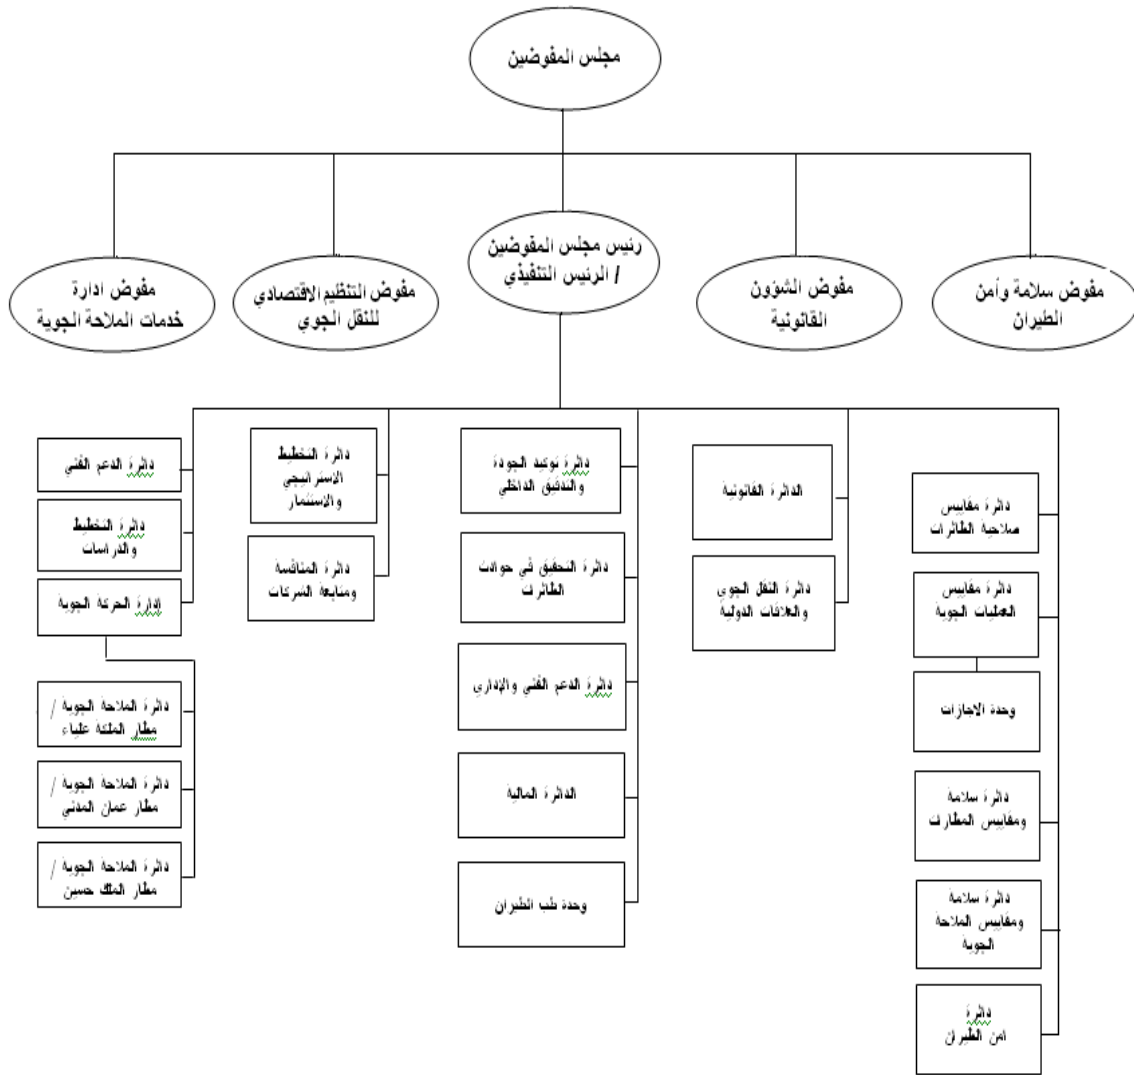 مجلس المفوضين
رئيس مجلس المفوضين
/ الرئيس التنفيذي
مفوض سلامة وأمن
الطيران
مفوض الشؤون
القانونية
مفوض التنظيم الاقتصادي
للنقل الجوي
مفوض ادارة
خدمات الملاحة الجوية
دائرة مقاييس
صلاحية الطائرات
دائرة مقاييس
العمليات الجوية
وحدة الاجازات
دائرة سلامة
ومقاييس المطارات
دائرة سلامة
ومقاييس الملاحة
الجوية
دائرة
امن الطيران
الدائرة القانونية
دائرة النقل الجوي
والعلاقات الدولية
دائرة توكيد الجودة
والتدقيق الداخلي
دائرة التحقيق في حوادث
الطائرات
دائرة الدعم الفني والإداري
الدائرة المالية
وحدة طب الطيران
دائرة التخطيط
الاستراتيجي
والاستثمار
دائرة المنافسة
ومتابعة الشركات
دائرة الدعم الفني
دائرة التخطيط
والدراسات
إدارة الحركة الجوية
دائرة الملاحة الجوية /
مطار الملكة علياء
دائرة الملاحة الجوية /
مطار عمان المدني
دائرة الملاحة الجوية /
مطار الملك حسين